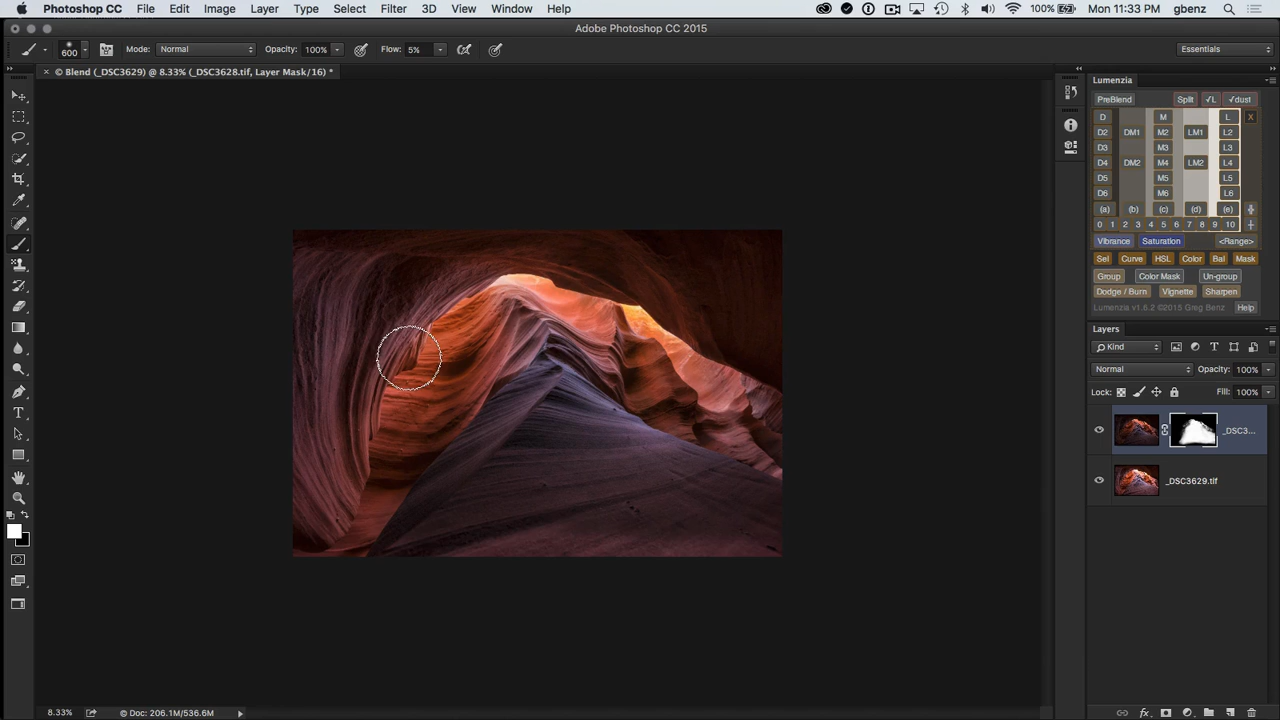 Photoshop CC File Edit Image Layer Type Select Filter 3D View Window Help 100% Mon 11:33 PM gbenz
Adobe Photoshop CC 2015
600 Mode: Normal Opacity: 100% Flow: 5% Essentials
× © Blend (_DSC3629) @ 8.33% (_DSC3628.tif, Layer Mask/16) *
Lumenzia
PreBlend Split √L √dust
D M L X
D2 DM1 M2 LM1 L2
D3 M3 L3
D4 DM2 M4 LM2 L4
D5 M5 L5
D6 M6 L6
(a) (b) (c) (d) (e)
0 1 2 3 4 5 6 7 8 9 10
Vibrance Saturation <Range>
Sel Curve HSL Color Bal Mask
Group Color Mask Un-group
Dodge / Burn Vignette Sharpen
Lumenzia v1.6.2 ©2015 Greg Benz Help
Layers
Kind
Normal Opacity: 100%
Lock: Fill: 100%
_DSC3...
_DSC3629.tif
8.33% © Doc: 206.1M/536.6M